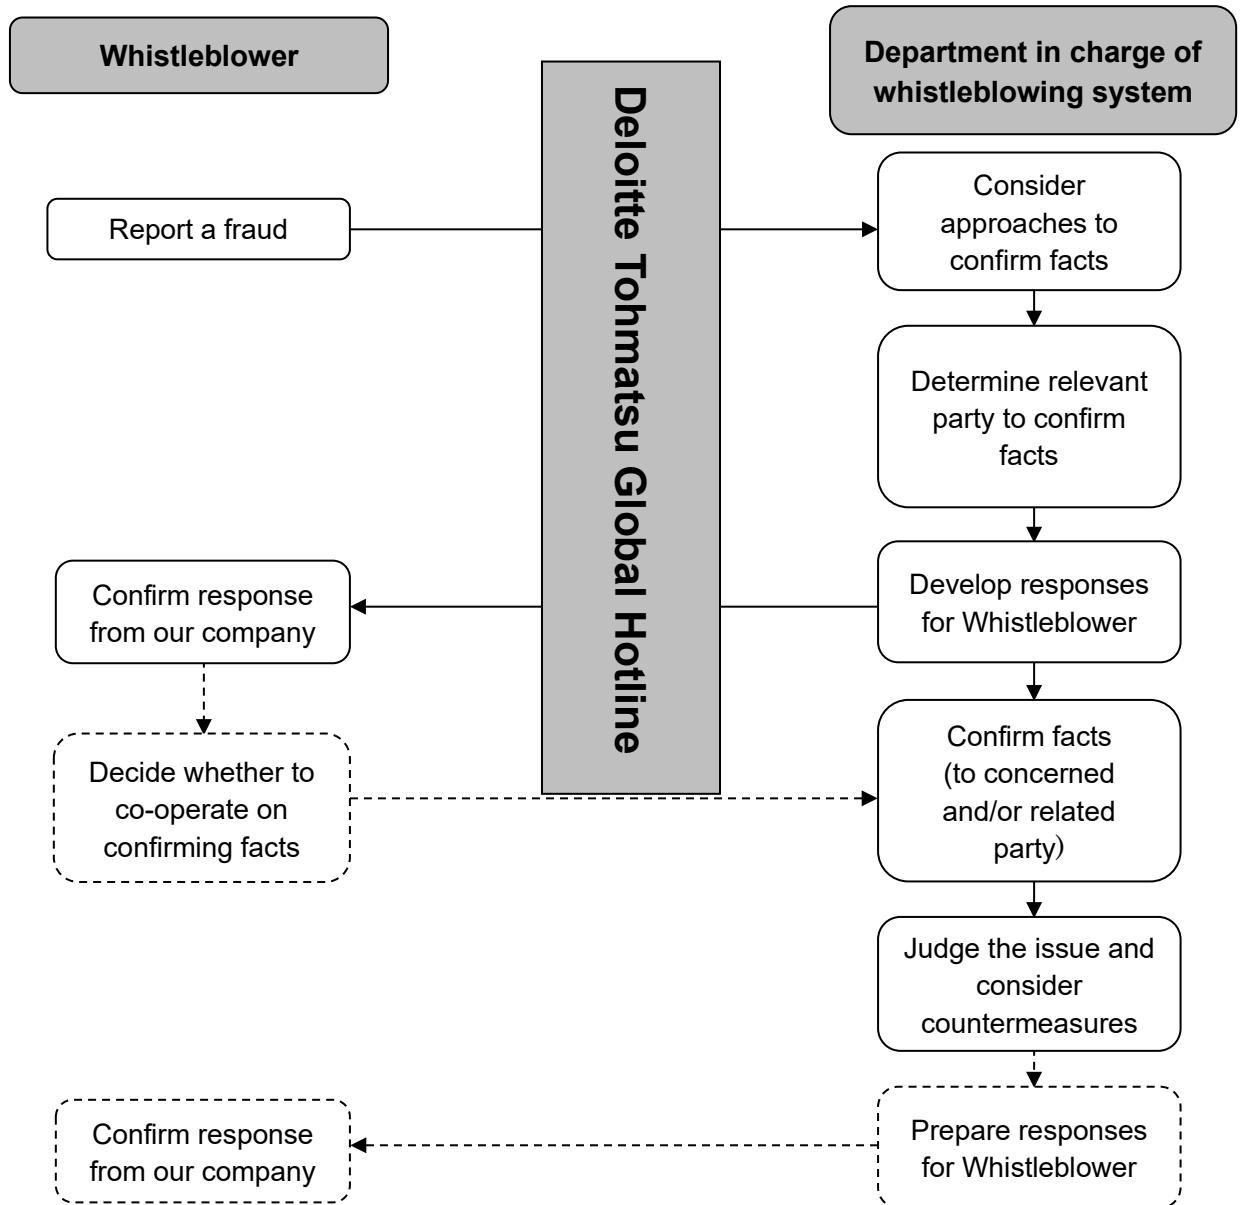 Whistleblower
Department in charge of
whistleblowing system
Deloitte Tohmatsu Global Hotline
Report a fraud
Consider
approaches to
confirm facts
Determine relevant
party to confirm
facts
Confirm response
from our company
Develop responses
for Whistleblower
Decide whether to
co-operate on
confirming facts
Confirm facts
(to concerned
and/or related
party)
Judge the issue and
consider
countermeasures
Confirm response
from our company
Prepare responses
for Whistleblower